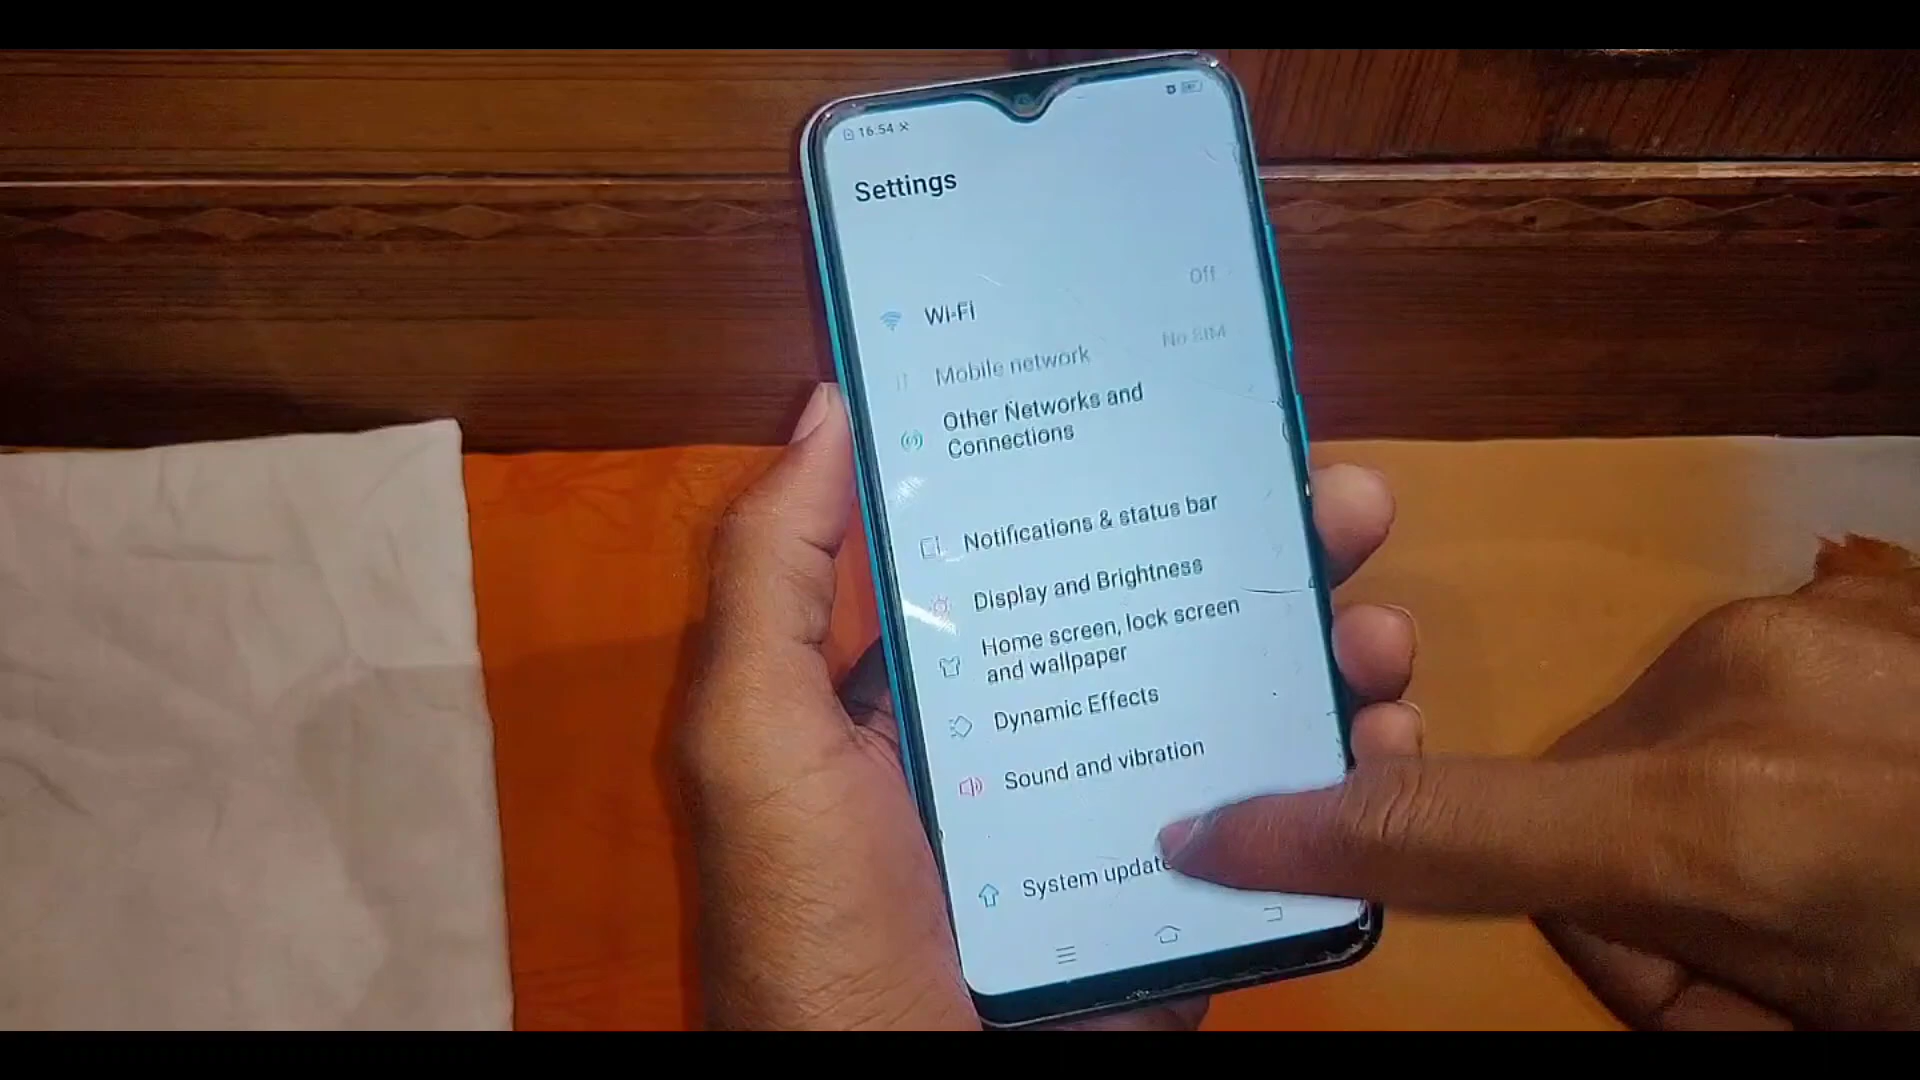 16:54
Settings
Wi-Fi
Off
Mobile network
No SIM
Other Networks and
Connections
Notifications & status bar
Display and Brightness
Home screen, lock screen
and wallpaper
Dynamic Effects
Sound and vibration
System update